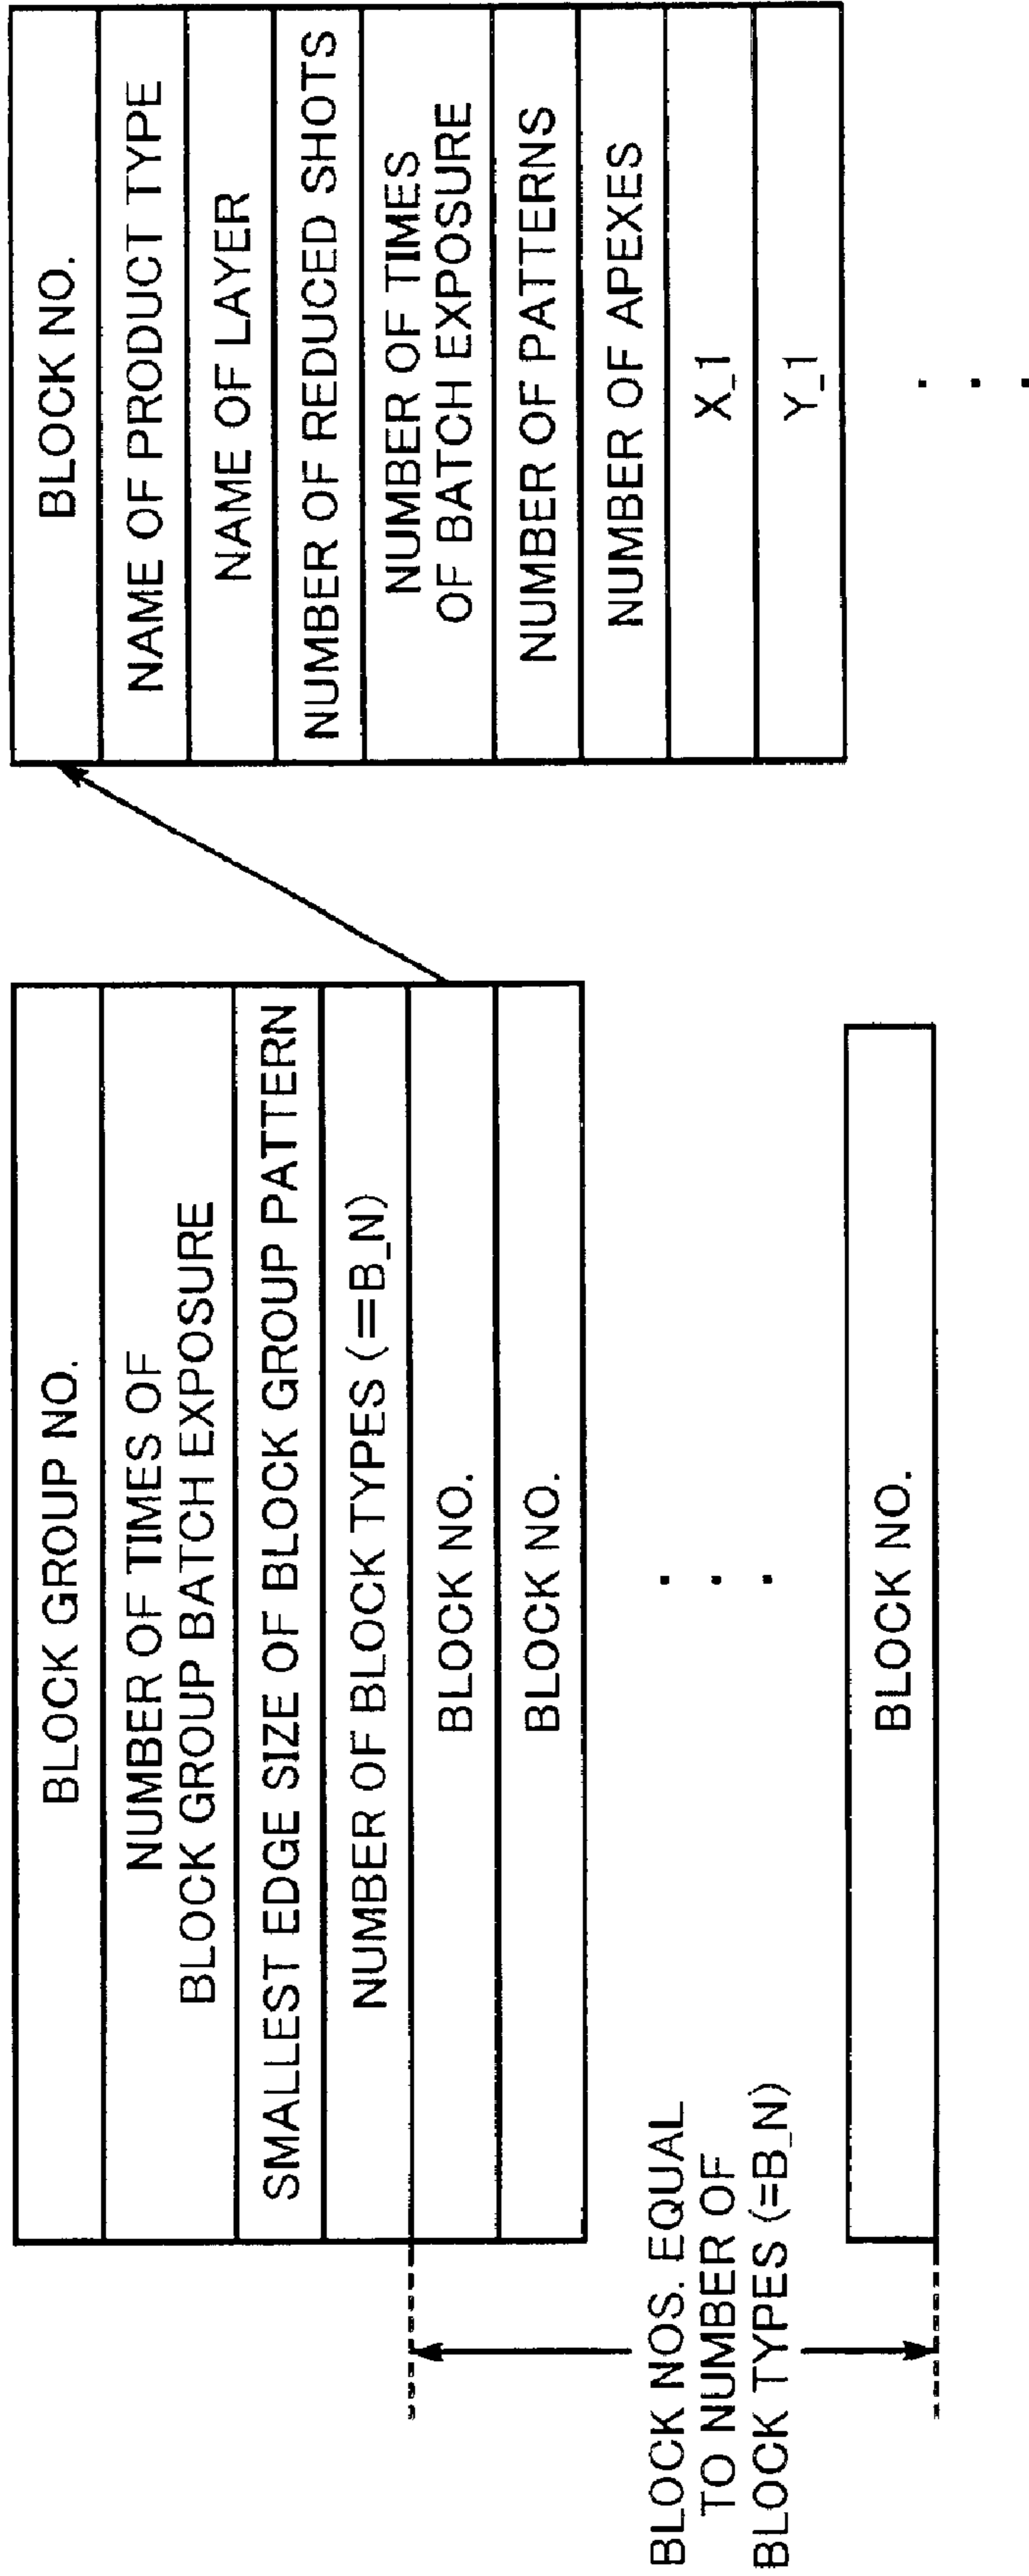 BLOCK GROUP NO.
NUMBER OF TIMES OF
BLOCK GROUP BATCH EXPOSURE
SMALLEST EDGE SIZE OF BLOCK GROUP PATTERN
NUMBER OF BLOCK TYPES (=B_N)
BLOCK NO.
BLOCK NO.
. . .
BLOCK NO.
BLOCK NOS. EQUAL
TO NUMBER OF
BLOCK TYPES (=B_N)
BLOCK NO.
NAME OF PRODUCT TYPE
NAME OF LAYER
NUMBER OF REDUCED SHOTS
NUMBER OF TIMES
OF BATCH EXPOSURE
NUMBER OF PATTERNS
NUMBER OF APEXES
X_1
Y_1
. . .